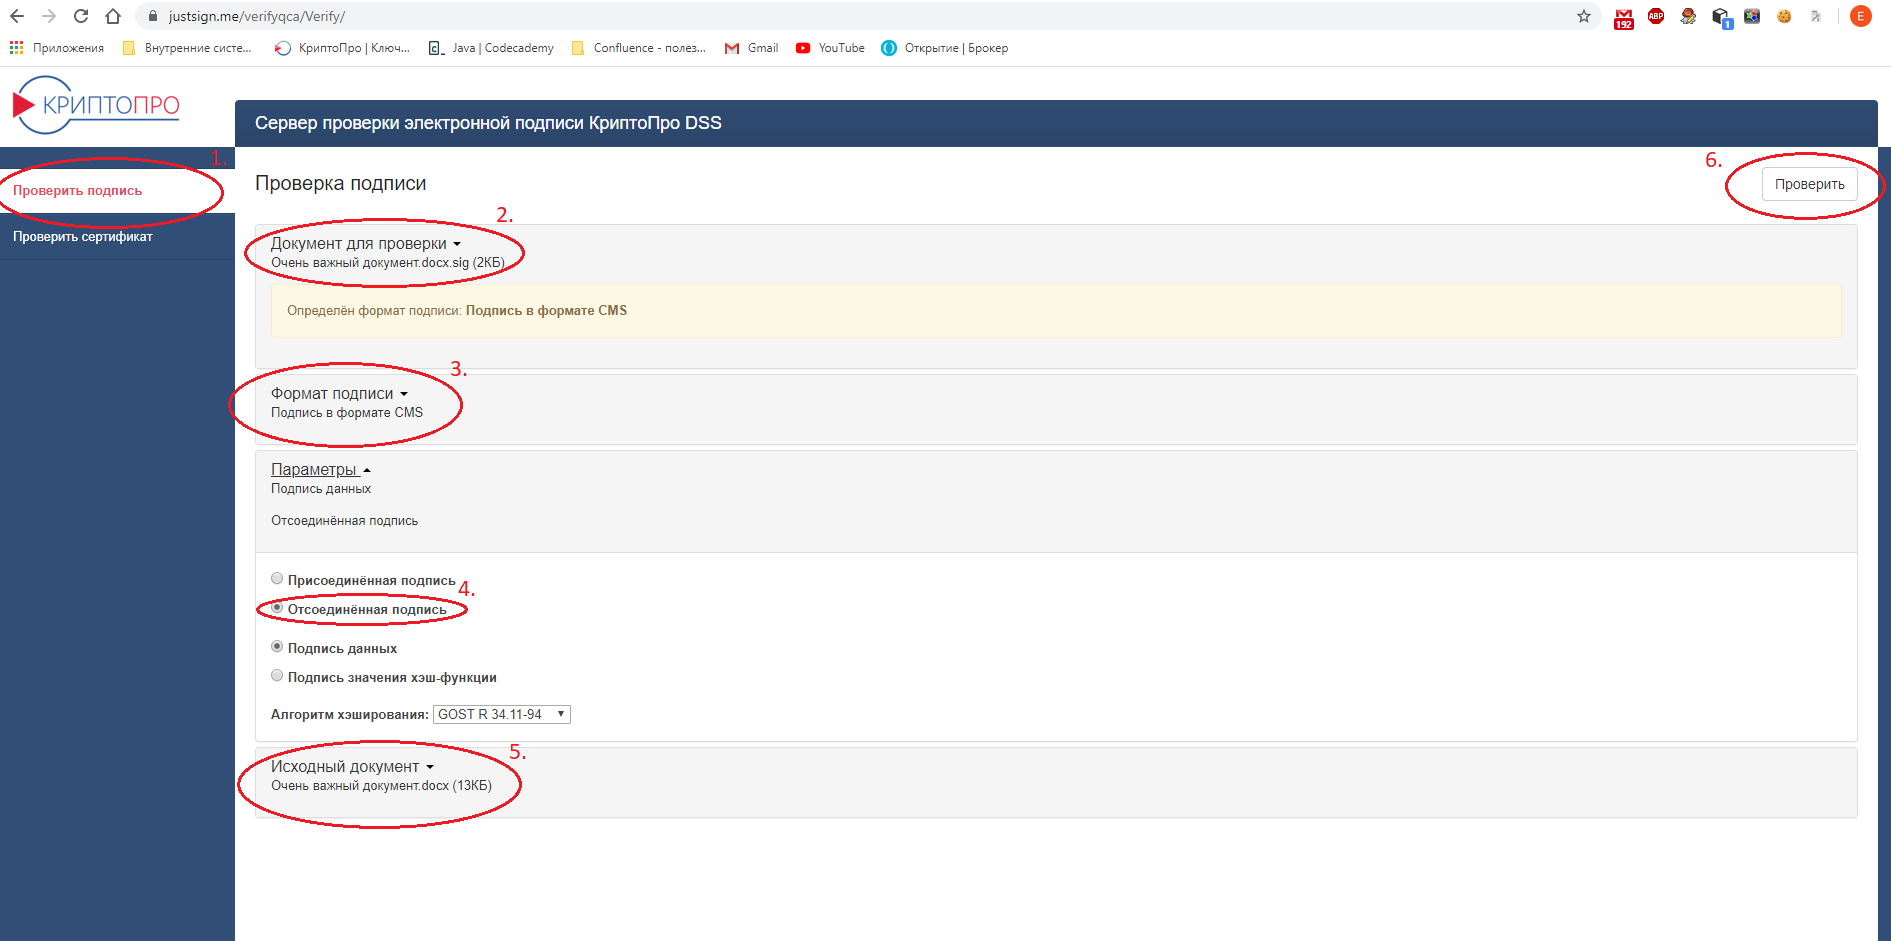 justsign.me/verifyqca/Verify/
192
ABP
1
E
Приложения
Внутренние систе...
КриптоПро | Ключ...
Java | Codecademy
Confluence - полез...
Gmail
YouTube
Открытие | Брокер
КРИПТОПРО
Сервер проверки электронной подписи КриптоПро DSS
1.
Проверить подпись
Проверить сертификат
Проверка подписи
6.
Проверить
2.
Документ для проверки
Очень важный документ.docx.sig (2КБ)
Определён формат подписи: Подпись в формате CMS
3.
Формат подписи
Подпись в формате CMS
Параметры
Подпись данных
Отсоединённая подпись
Присоединённая подпись
4.
Отсоединённая подпись
Подпись данных
Подпись значения хэш-функции
Алгоритм хэширования: GOST R 34.11-94
5.
Исходный документ
Очень важный документ.docx (13КБ)